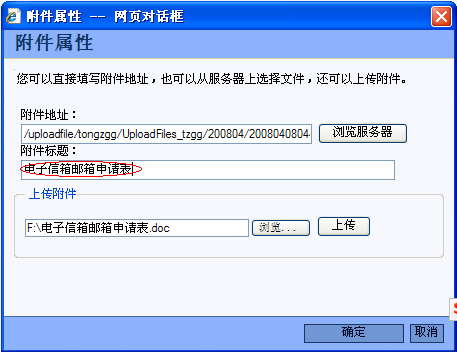 附件属性 -- 网页对话框
附件属性
您可以直接填写附件地址，也可以从服务器上选择文件，还可以上传附件。
附件地址：
/uploadfile/tongzgg/UploadFiles_tzgg/200804/2008040804 浏览服务器
附件标题：
电子信箱邮箱申请表
上传附件
F:\电子信箱邮箱申请表.doc 浏览... 上传
确定 取消